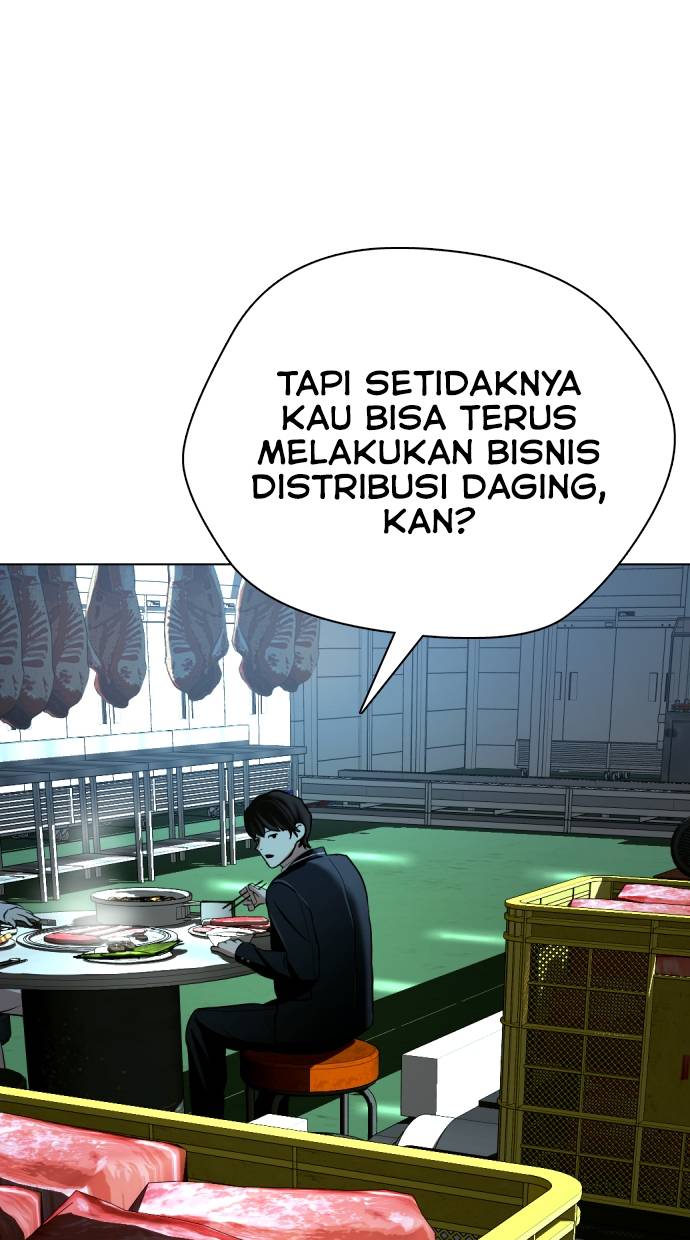 TAPI SETIDAKNYA
KAU BISA TERUS
MELAKUKAN BISNIS
DISTRIBUSI DAGING,
KAN?